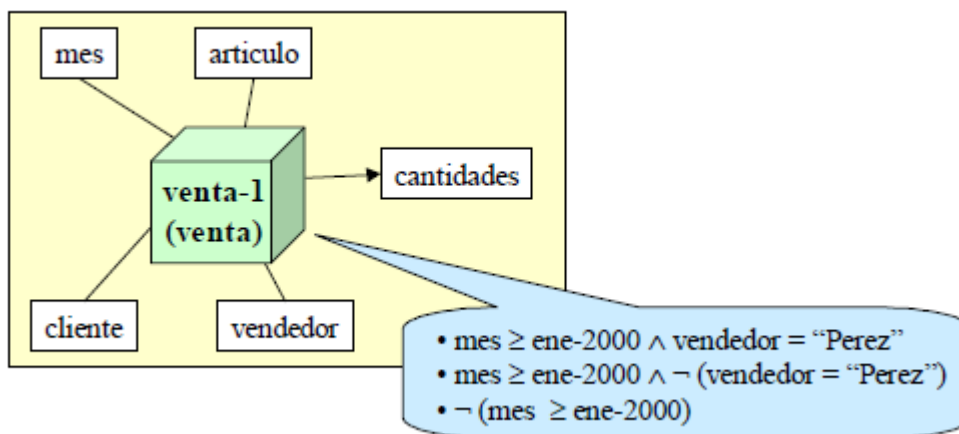 mes
articulo
venta-1
(venta)
cantidades
cliente
vendedor
• mes ≥ ene-2000 ∧ vendedor = “Perez”
• mes ≥ ene-2000 ∧ ¬ (vendedor = “Perez”)
• ¬ (mes ≥ ene-2000)